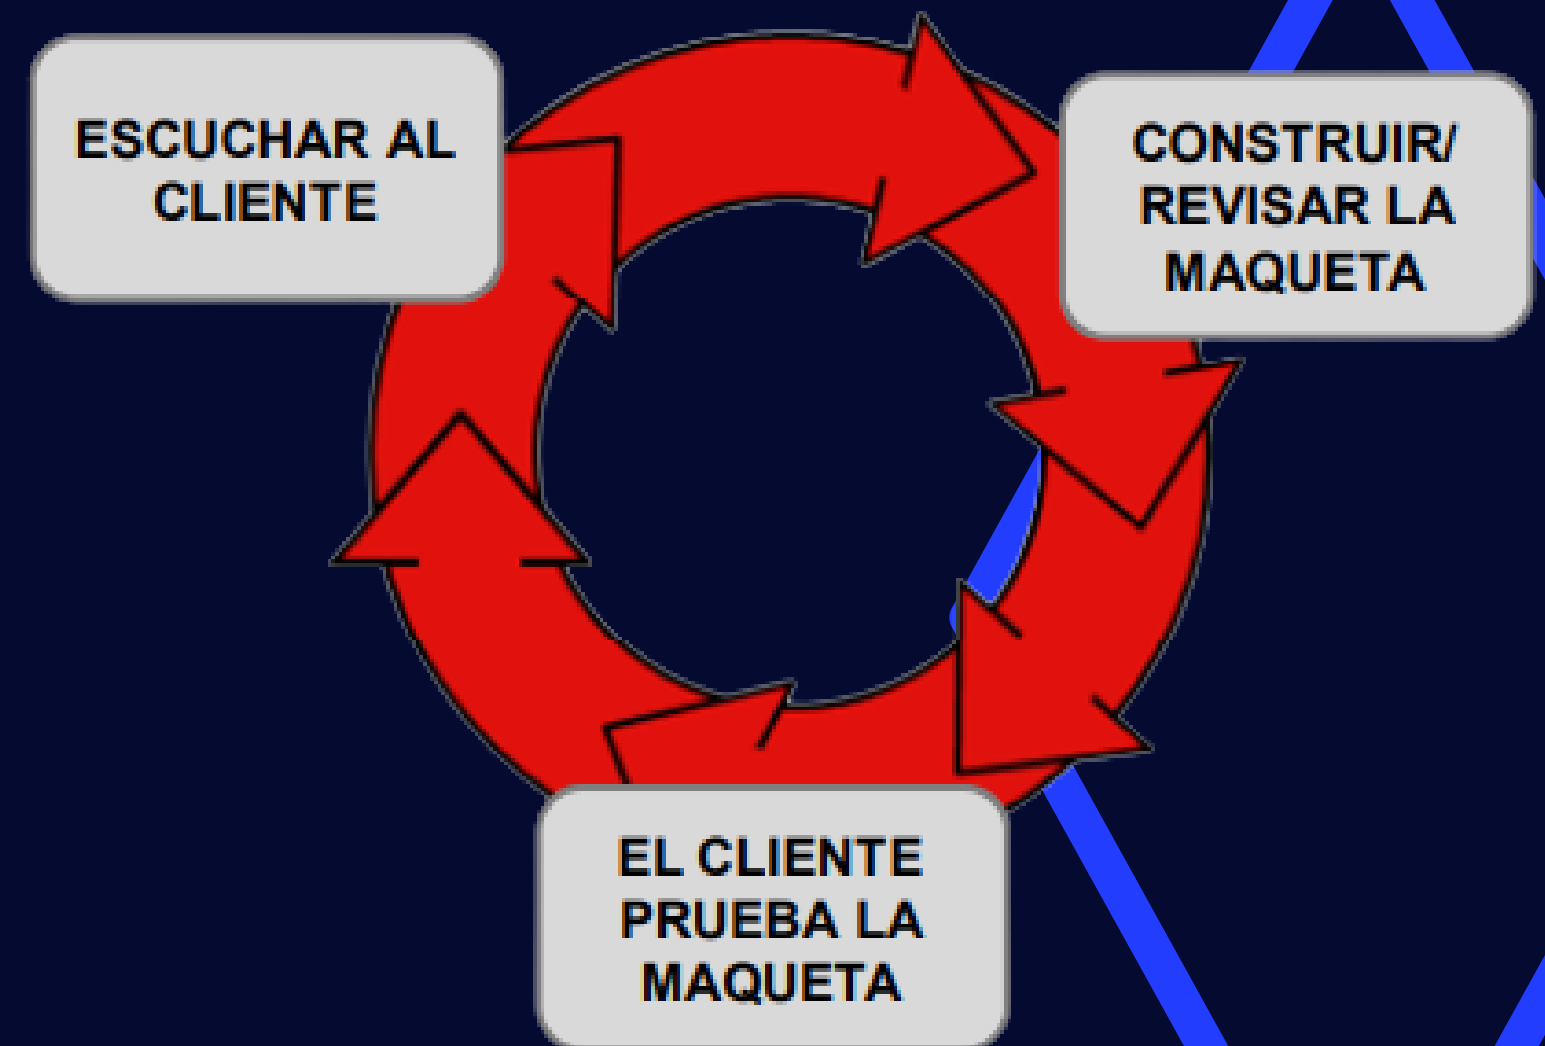 ESCUCHAR AL
CLIENTE
CONSTRUIR/
REVISAR LA
MAQUETA
EL CLIENTE
PRUEBA LA
MAQUETA